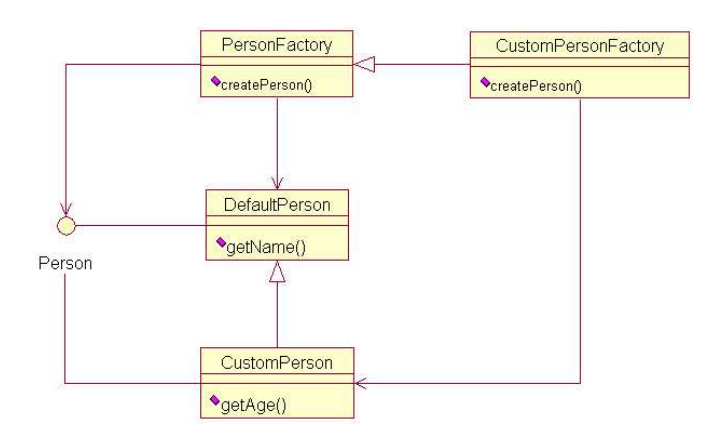 PersonFactory
createPerson()
CustomPersonFactory
createPerson()
DefaultPerson
getName()
Person
CustomPerson
getAge()